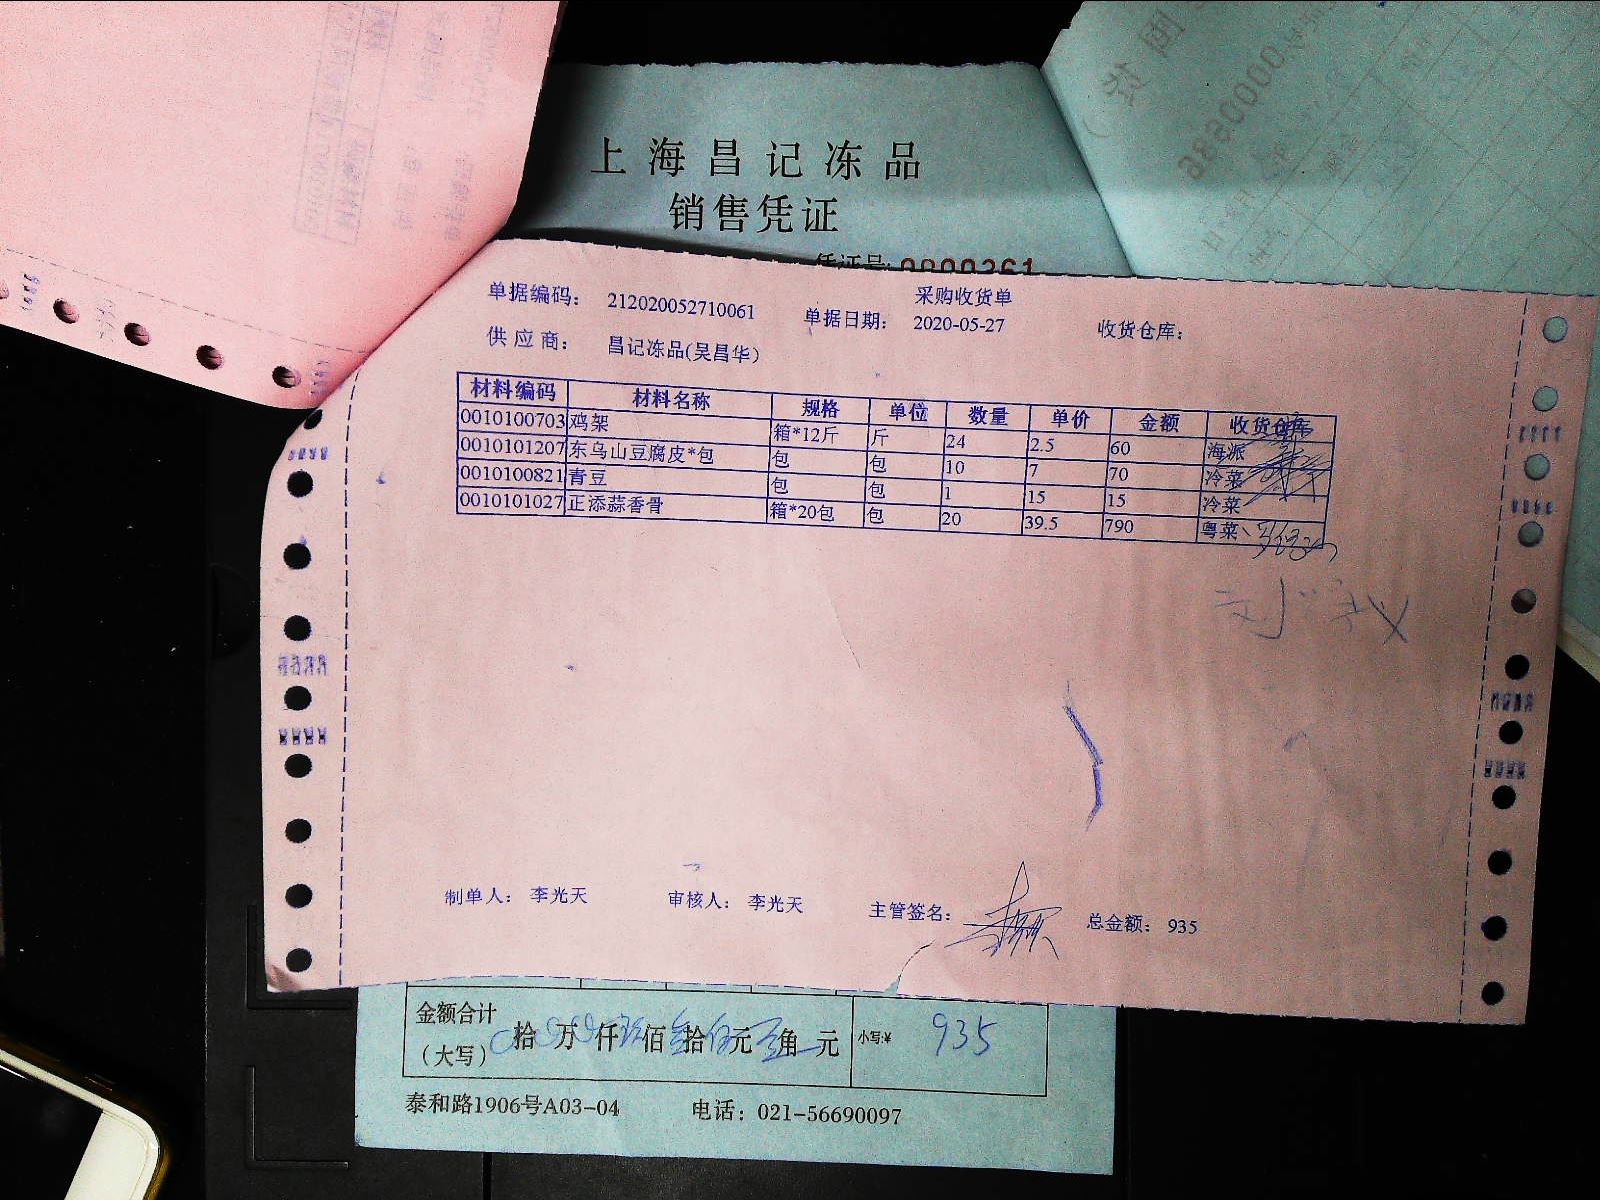 上海昌记冻品
销售凭证
凭证号: 0000361
采购收货单
单据编码: 212020052710061 单据日期: 2020-05-27 收货仓库:
供应商: 昌记冻品(吴昌华)
材料编码 材料名称 规格 单位 数量 单价 金额 收货仓库
0010100703 鸡架 箱*12斤 斤 24 2.5 60 海派
0010101207 东乌山豆腐皮*包 包 包 10 7 70 冷菜
0010100821 青豆 包 包 1 15 15 冷菜
0010101027 正添蒜香骨 箱*20包 包 20 39.5 790 粤菜
制单人: 李光天 审核人: 李光天 主管签名: 总金额: 935
金额合计
(大写) 拾 万 仟 佰 拾 元 角 元 小写:¥ 935
泰和路1906号A03-04 电话: 021-56690097